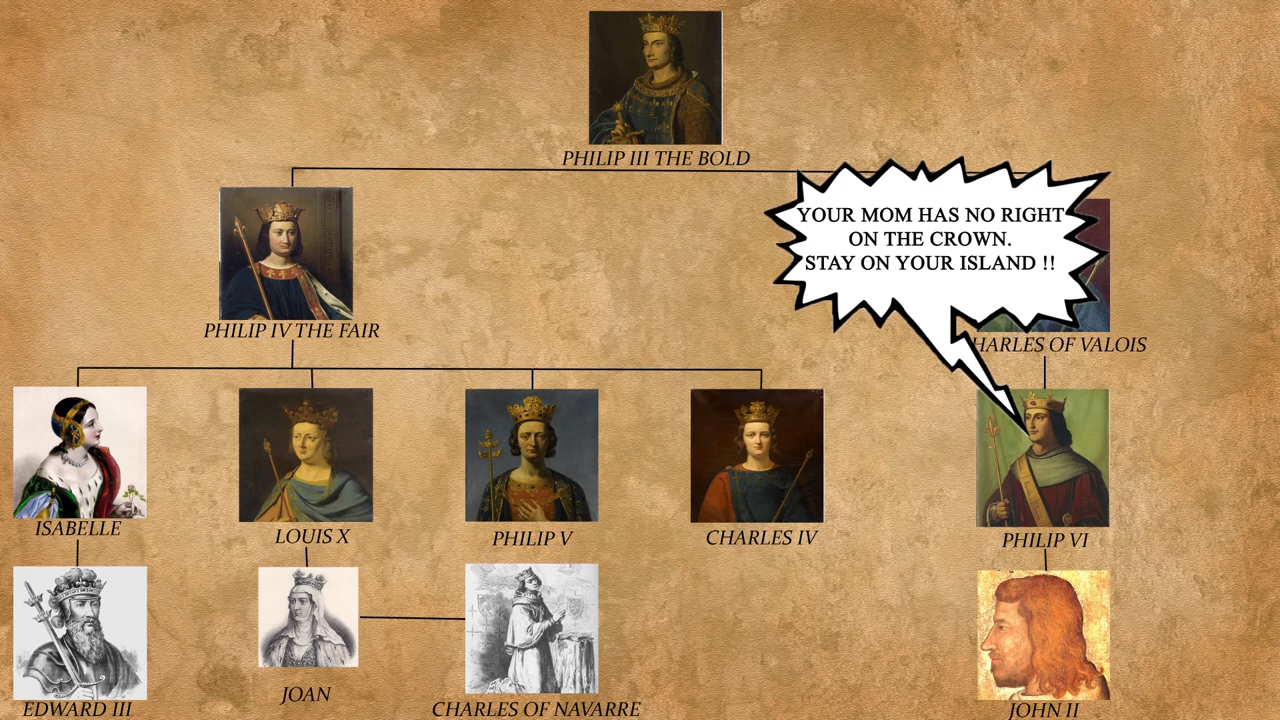 PHILIP III THE BOLD
YOUR MOM HAS NO RIGHT
ON THE CROWN.
STAY ON YOUR ISLAND !!
PHILIP IV THE FAIR
HARLES OF VALOIS
ISABELLE
LOUIS X
PHILIP V
CHARLES IV
PHILIP VI
EDWARD III
JOAN
CHARLES OF NAVARRE
JOHN II